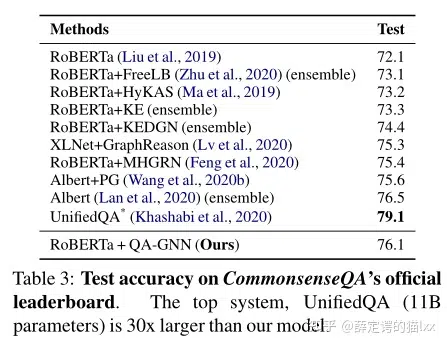 Methods Test
RoBERTa (Liu et al., 2019) 72.1
RoBERTa+FreeLB (Zhu et al., 2020) (ensemble) 73.1
RoBERTa+HyKAS (Ma et al., 2019) 73.2
RoBERTa+KE (ensemble) 73.3
RoBERTa+KEDGN (ensemble) 74.4
XLNet+GraphReason (Lv et al., 2020) 75.3
RoBERTa+MHGRN (Feng et al., 2020) 75.4
Albert+PG (Wang et al., 2020b) 75.6
Albert (Lan et al., 2020) (ensemble) 76.5
UnifiedQA* (Khashabi et al., 2020) 79.1
RoBERTa + QA-GNN (Ours) 76.1
Table 3: Test accuracy on CommonsenseQA's official
leaderboard. The top system, UnifiedQA (11B
parameters) is 30x larger than our model.
知乎 @薛定谔的猫lxx